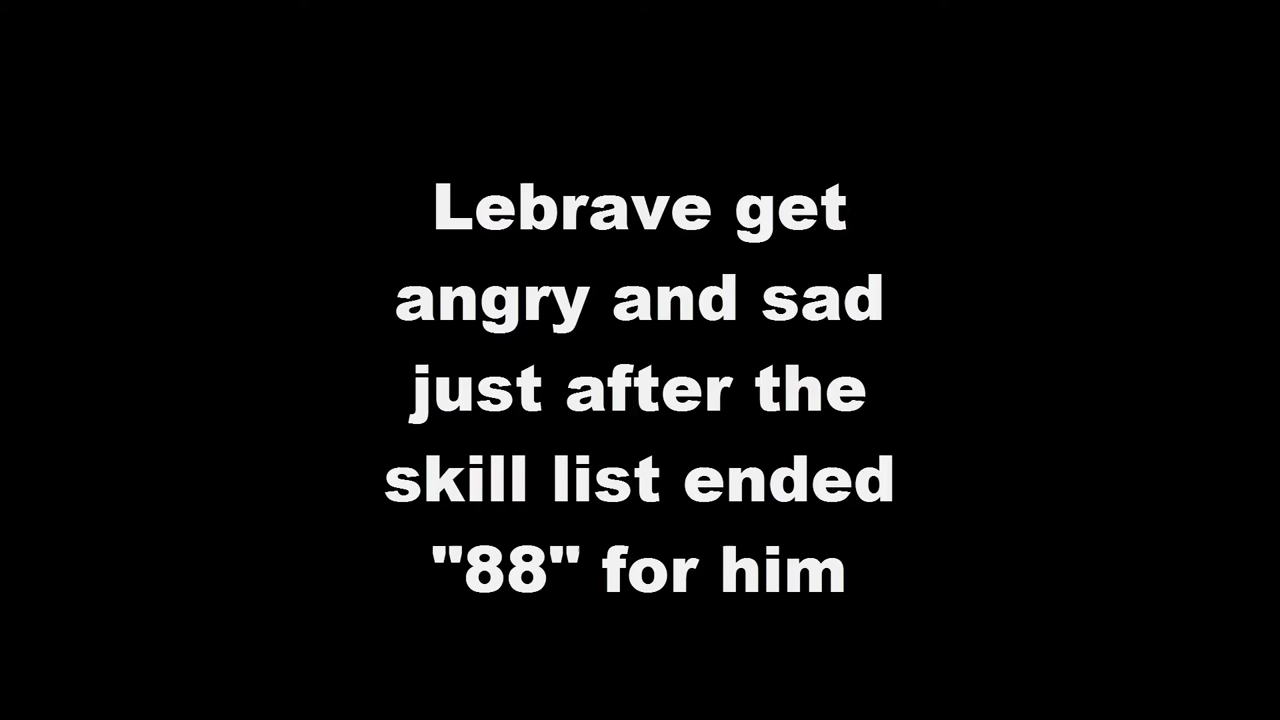 Lebrave get
angry and sad
just after the
skill list ended
"88" for him